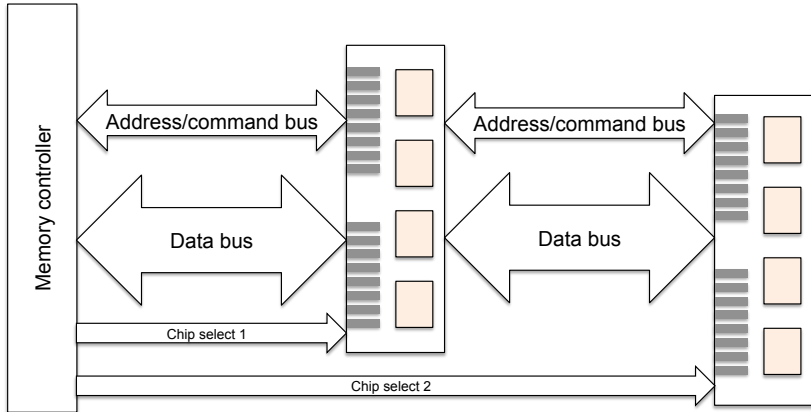 Memory controller
Address/command bus
Address/command bus
Data bus
Data bus
Chip select 1
Chip select 2